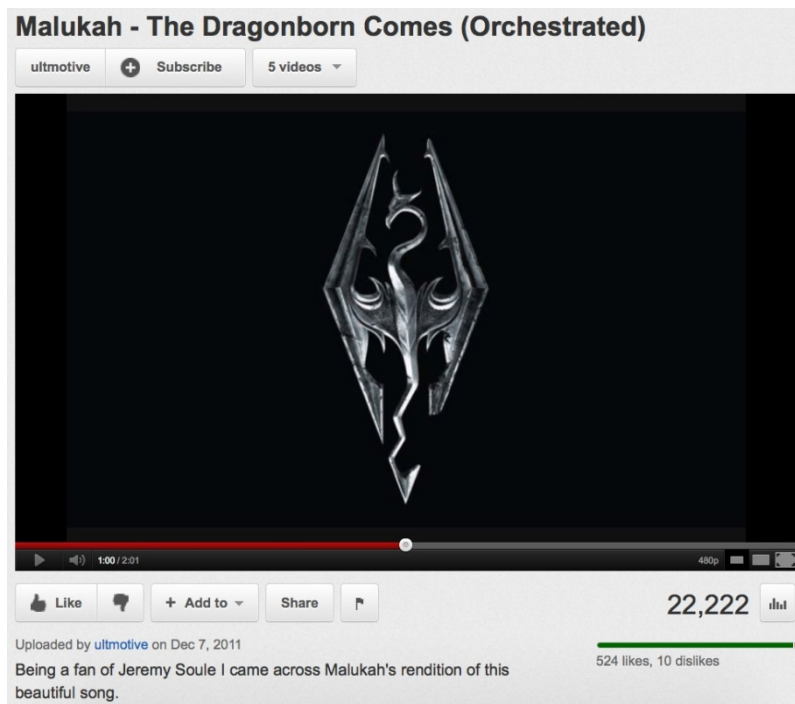 Malukah - The Dragonborn Comes (Orchestrated)
ultmotive Subscribe 5 videos
1:00 / 2:01 480p
Like + Add to Share 22,222
Uploaded by ultmotive on Dec 7, 2011
524 likes, 10 dislikes
Being a fan of Jeremy Soule I came across Malukah's rendition of this
beautiful song.